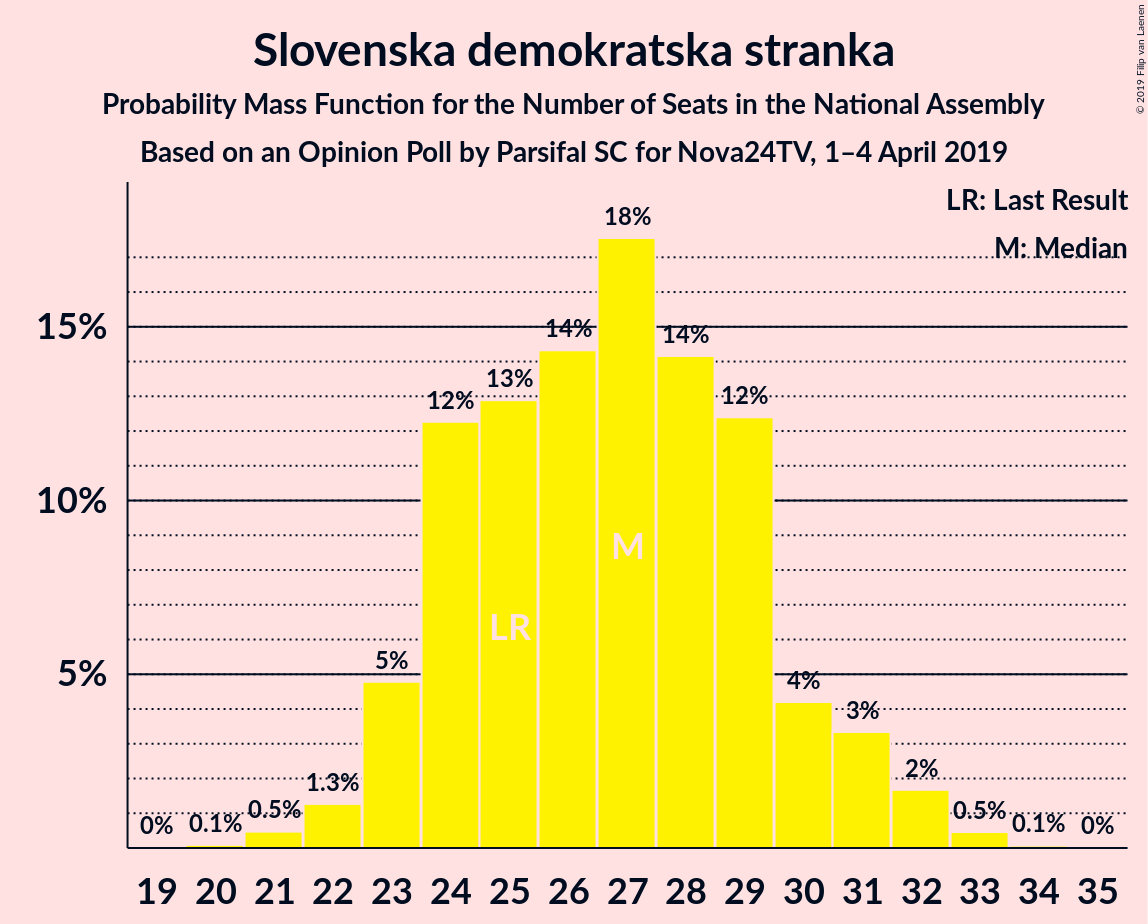 Slovenska demokratska stranka
Probability Mass Function for the Number of Seats in the National Assembly
Based on an Opinion Poll by Parsifal SC for Nova24TV, 1–4 April 2019
© 2019 Filip van Laenen
LR: Last Result
M: Median
15%
10%
5%
0%
0.1%
0.5%
1.3%
5%
12%
13%
14%
18%
14%
12%
4%
3%
2%
0.5%
0.1%
0%
LR
M
19 20 21 22 23 24 25 26 27 28 29 30 31 32 33 34 35